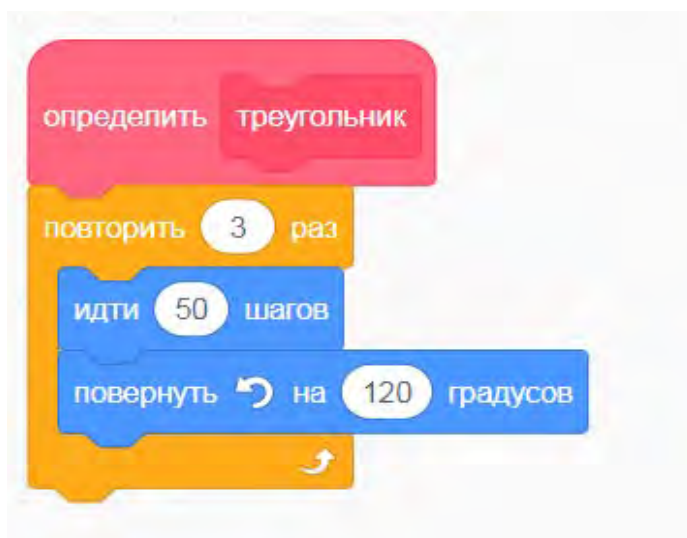 определить треугольник
повторить 3 раз
идти 50 шагов
повернуть на 120 градусов